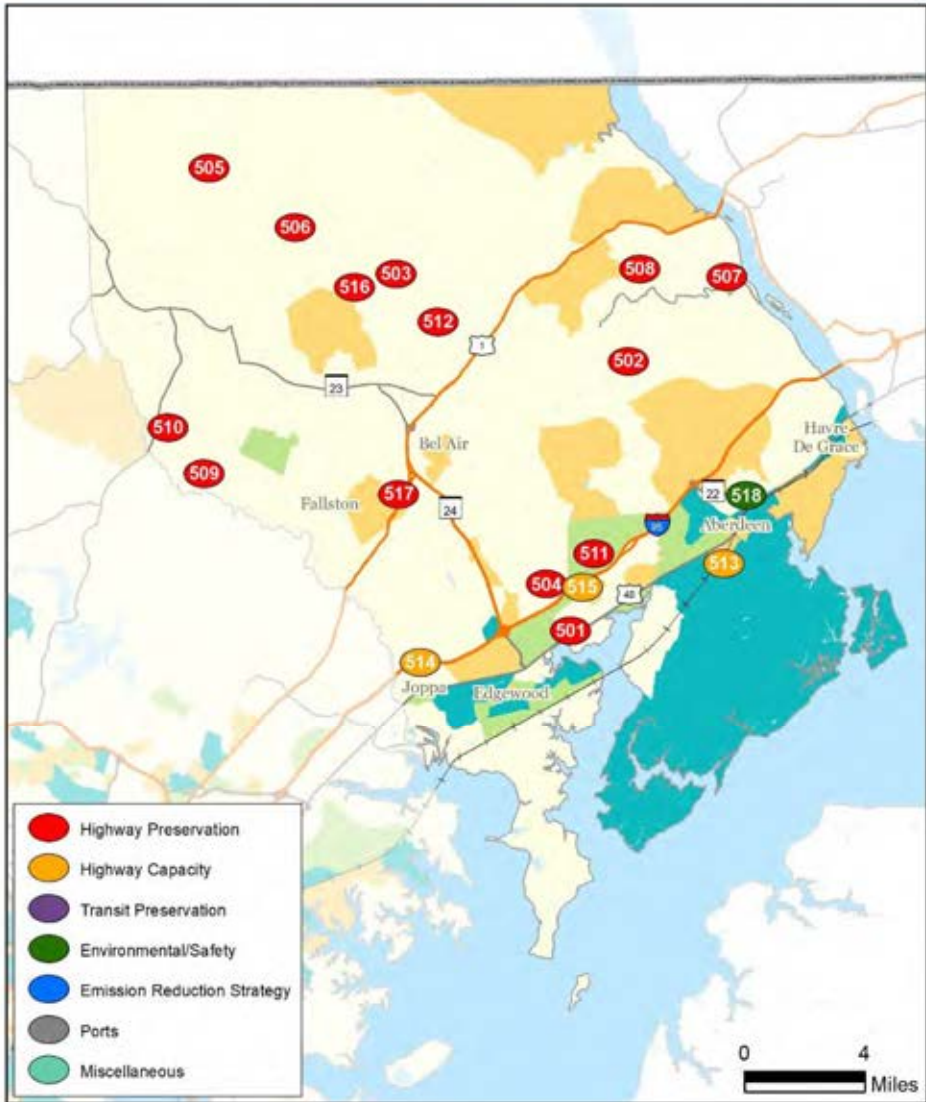 505
506
503
516
508
507
512
1
502
23
510
Bel Air
Havre
De Grace
509
Fallston
517
24
22
518
95
Aberdeen
511
513
504
515
40
501
514
Joppa
Edgewood
Highway Preservation
Highway Capacity
Transit Preservation
Environmental/Safety
Emission Reduction Strategy
Ports
Miscellaneous
0 4
Miles